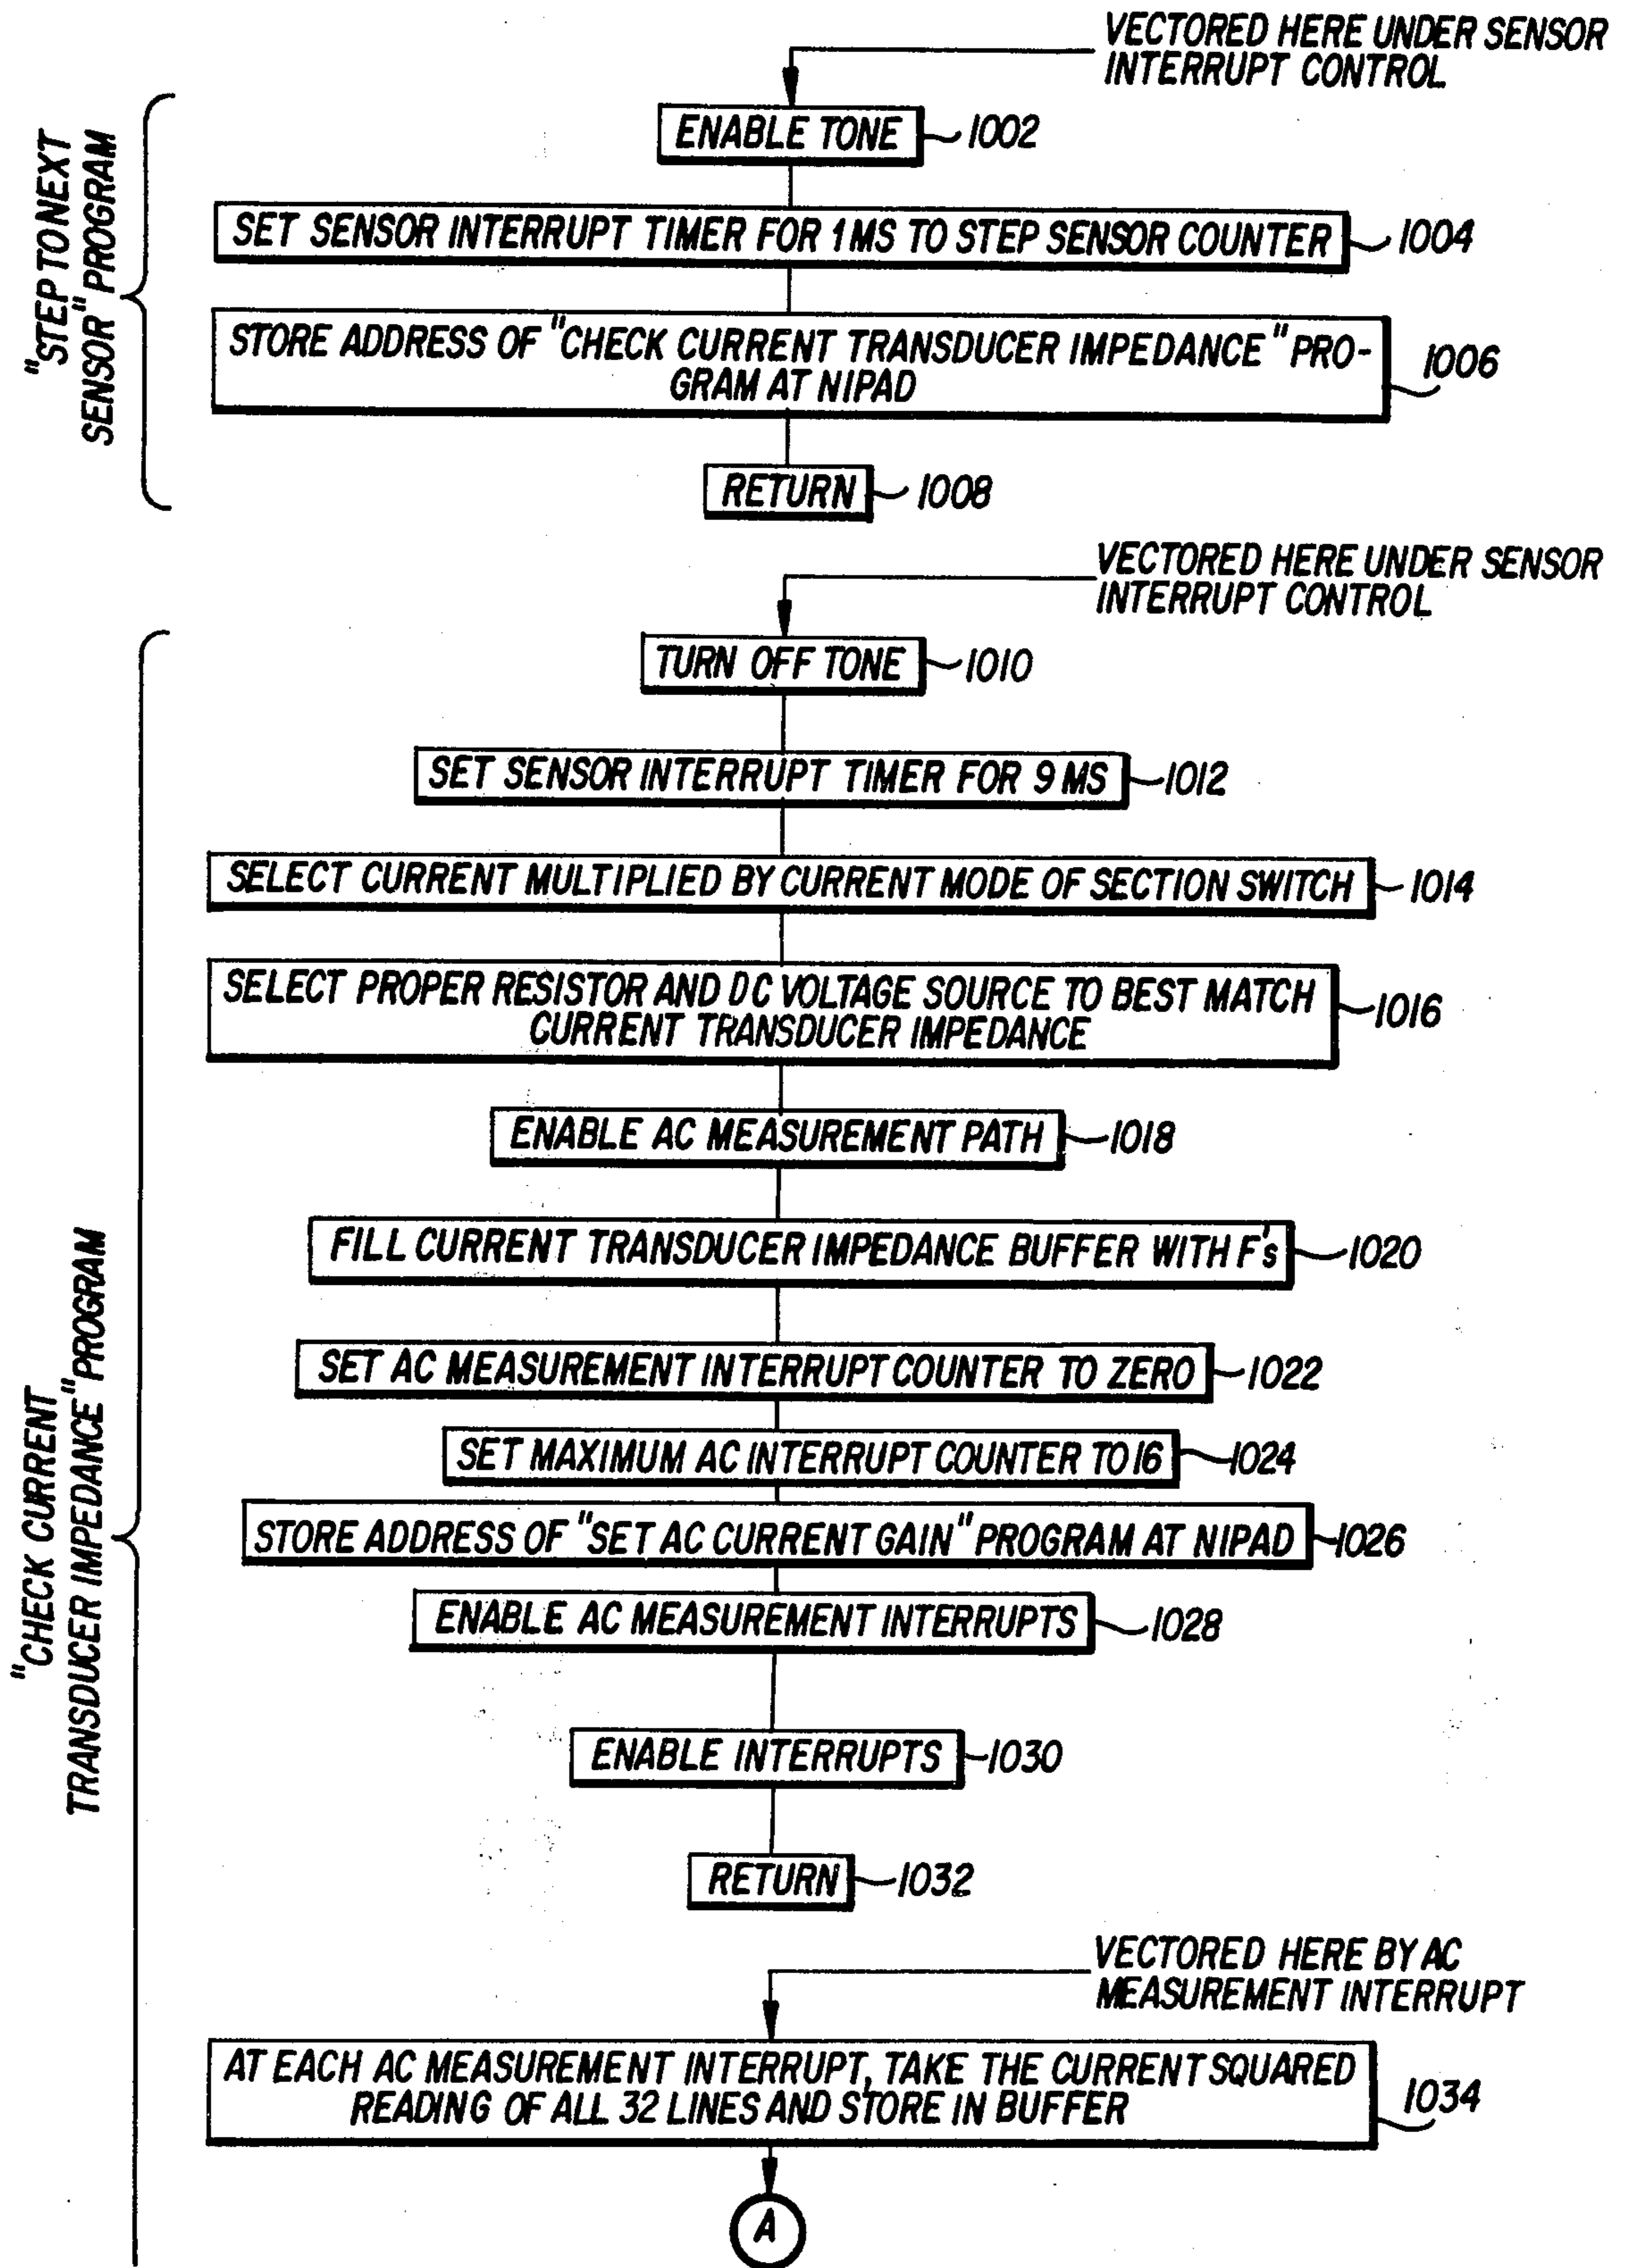 VECTORED HERE UNDER SENSOR
INTERRUPT CONTROL
"STEP TO NEXT
SENSOR" PROGRAM
ENABLE TONE 1002
SET SENSOR INTERRUPT TIMER FOR 1 MS TO STEP SENSOR COUNTER 1004
STORE ADDRESS OF "CHECK CURRENT TRANSDUCER IMPEDANCE" PRO-
GRAM AT NIPAD
1006
RETURN 1008
VECTORED HERE UNDER SENSOR
INTERRUPT CONTROL
"CHECK CURRENT
TRANSDUCER IMPEDANCE" PROGRAM
TURN OFF TONE 1010
SET SENSOR INTERRUPT TIMER FOR 9 MS 1012
SELECT CURRENT MULTIPLIED BY CURRENT MODE OF SECTION SWITCH 1014
SELECT PROPER RESISTOR AND DC VOLTAGE SOURCE TO BEST MATCH
CURRENT TRANSDUCER IMPEDANCE
1016
ENABLE AC MEASUREMENT PATH 1018
FILL CURRENT TRANSDUCER IMPEDANCE BUFFER WITH F's 1020
SET AC MEASUREMENT INTERRUPT COUNTER TO ZERO 1022
SET MAXIMUM AC INTERRUPT COUNTER TO 16 1024
STORE ADDRESS OF "SET AC CURRENT GAIN" PROGRAM AT NIPAD 1026
ENABLE AC MEASUREMENT INTERRUPTS 1028
ENABLE INTERRUPTS 1030
RETURN 1032
VECTORED HERE BY AC
MEASUREMENT INTERRUPT
AT EACH AC MEASUREMENT INTERRUPT, TAKE THE CURRENT SQUARED
READING OF ALL 32 LINES AND STORE IN BUFFER
1034
A